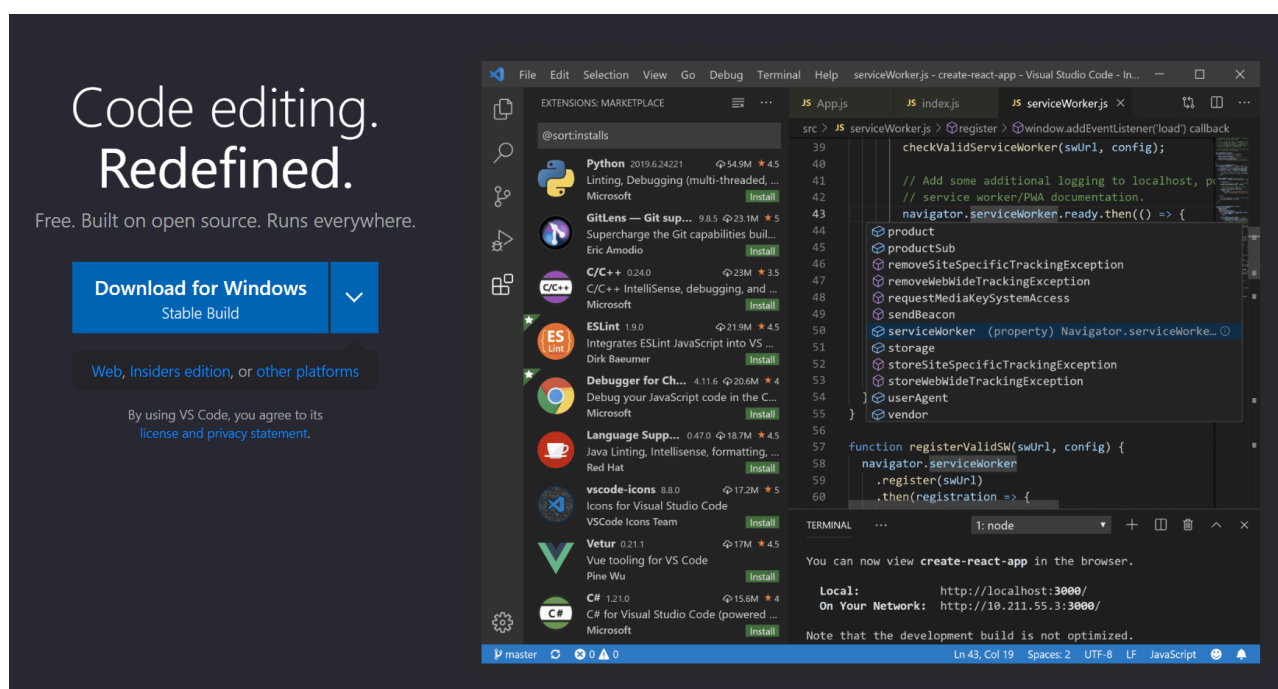 Code editing.
Redefined.
Free. Built on open source. Runs everywhere.
Download for Windows
Stable Build
Web, Insiders edition, or other platforms
By using VS Code, you agree to its
license and privacy statement.
File Edit Selection View Go Debug Terminal Help serviceWorker.js - create-react-app - Visual Studio Code - In...
EXTENSIONS: MARKETPLACE
@sort:installs
Python 2019.6.24221 54.9M ★ 4.5
Linting, Debugging (multi-threaded, ...
Microsoft Install
GitLens — Git sup... 9.8.5 23.1M ★ 5
Supercharge the Git capabilities buil...
Eric Amodio Install
C/C++
C/C++ 0.24.0 23M ★ 3.5
C/C++ IntelliSense, debugging, and ...
Microsoft Install
ES
Lint
ESLint 1.9.0 21.9M ★ 4.5
Integrates ESLint JavaScript into VS ...
Dirk Baeumer Install
Debugger for Ch... 4.11.6 20.6M ★ 4
Debug your JavaScript code in the C...
Microsoft Install
Language Supp... 0.47.0 18.7M ★ 4.5
Java Linting, Intellisense, formatting, ...
Red Hat Install
vscode-icons 8.8.0 17.2M ★ 5
Icons for Visual Studio Code
VSCode Icons Team Install
Vetur 0.21.1 17M ★ 4.5
Vue tooling for VS Code
Pine Wu Install
C#
C# 1.21.0 15.6M ★ 4
C# for Visual Studio Code (powered ...
Microsoft Install
JS App.js JS index.js JS serviceWorker.js
src > JS serviceWorker.js > register > window.addEventListener('load') callback
39 checkValidServiceWorker(swUrl, config);
40
41 // Add some additional logging to localhost, p
42 // service worker/PWA documentation.
43 navigator.serviceWorker.ready.then(() => {
44 product
45 productSub
46 removeSiteSpecificTrackingException
47 removeWebWideTrackingException
48 requestMediaKeySystemAccess
49 sendBeacon
50 serviceWorker (property) Navigator.serviceWorke...
51 storage
52 storeSiteSpecificTrackingException
53 storeWebWideTrackingException
54 } userAgent
55 } vendor
56
57 function registerValidSW(swUrl, config) {
58 navigator.serviceWorker
59 .register(swUrl)
60 .then(registration => {
TERMINAL ... 1: node
You can now view create-react-app in the browser.
Local: http://localhost:3000/
On Your Network: http://10.211.55.3:3000/
Note that the development build is not optimized.
master 0 0 Ln 43, Col 19 Spaces: 2 UTF-8 LF JavaScript